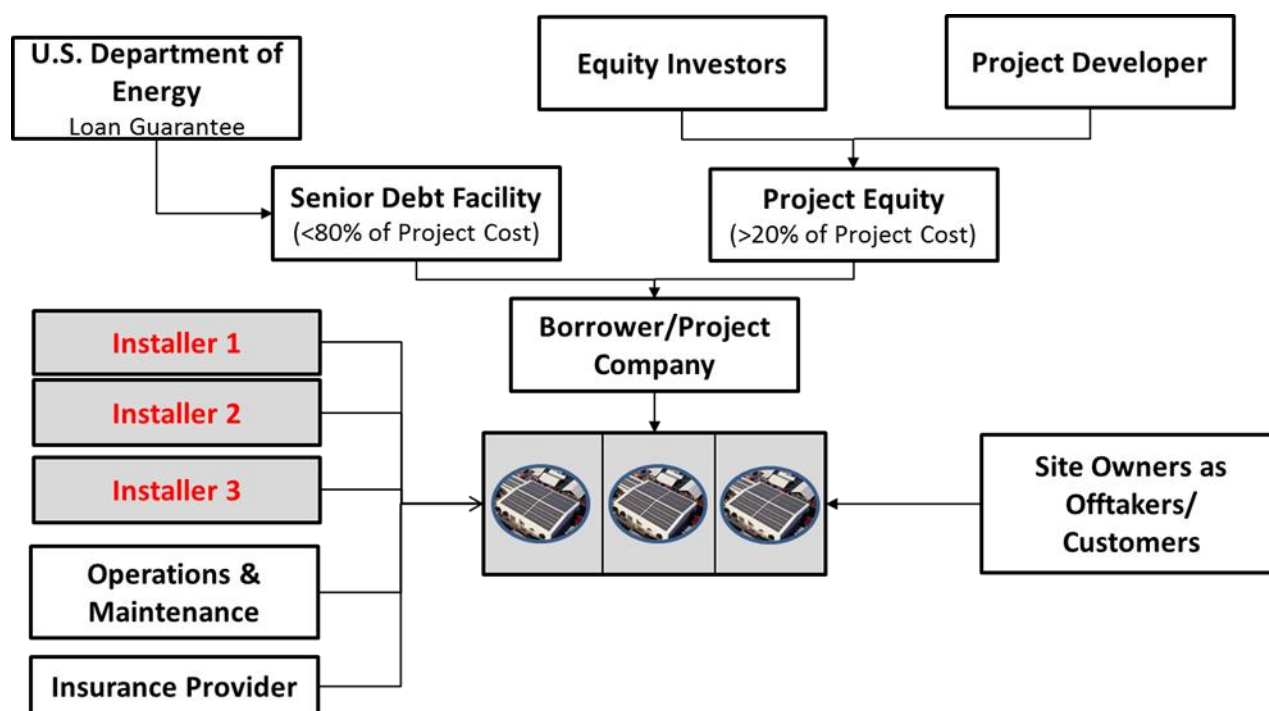 U.S. Department of
Energy
Loan Guarantee
Equity Investors
Project Developer
Senior Debt Facility
(<80% of Project Cost)
Project Equity
(>20% of Project Cost)
Borrower/Project
Company
Installer 1
Installer 2
Installer 3
Operations &
Maintenance
Insurance Provider
Site Owners as
Offtakers/
Customers